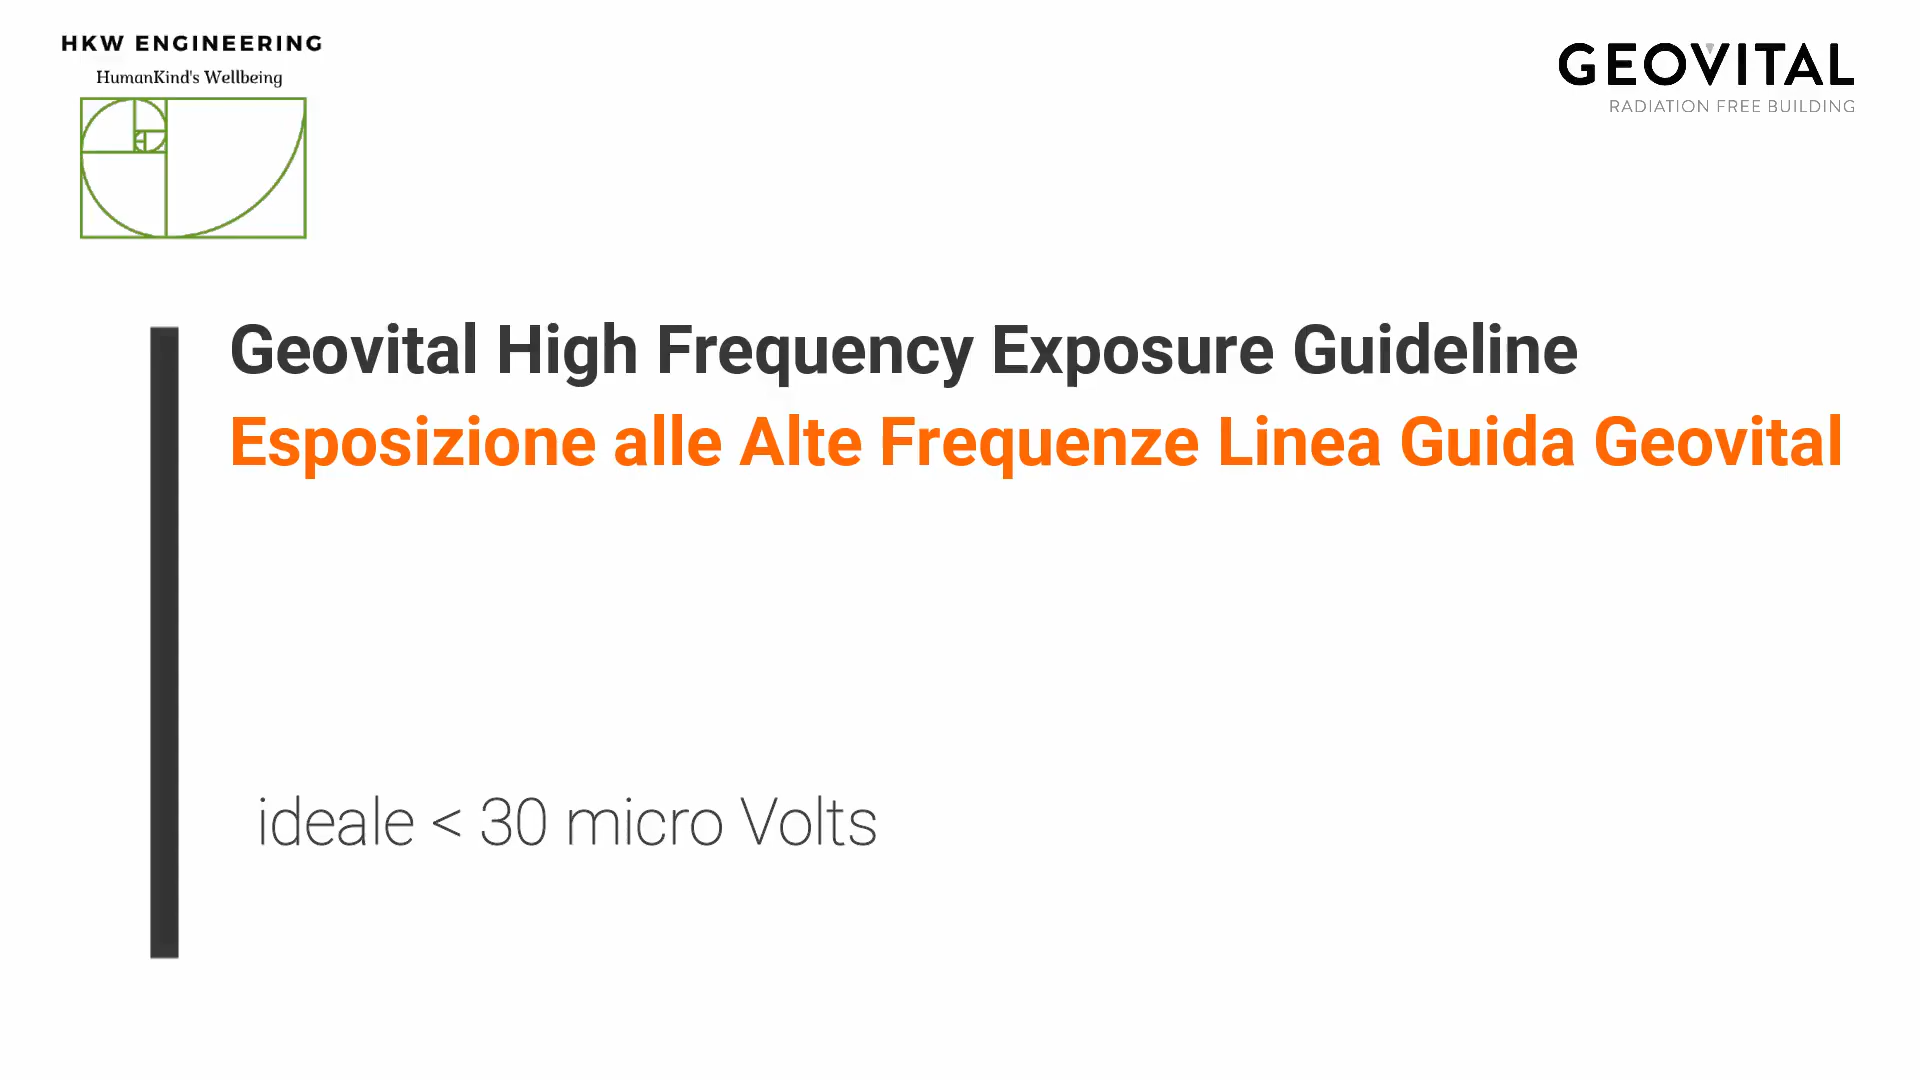 HKW ENGINEERING
HumanKind's Wellbeing
GEOVITAL
RADIATION FREE BUILDING
Geovital High Frequency Exposure Guideline
Esposizione alle Alte Frequenze Linea Guida Geovital
ideale < 30 micro Volts